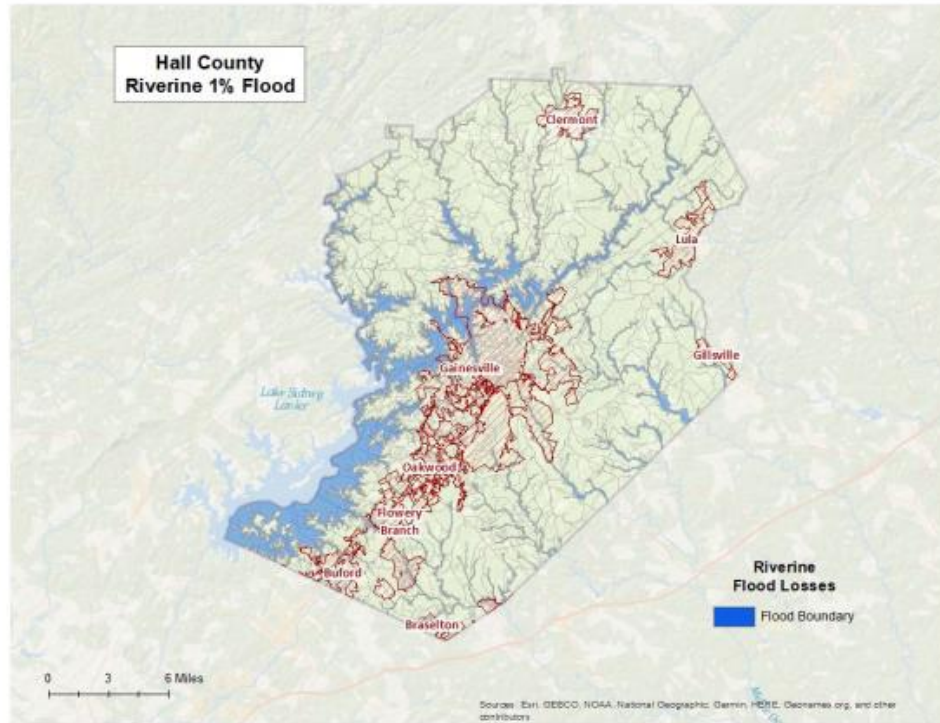 Hall County
Riverine 1% Flood
Clermont
Lula
Gillsville
Gainesville
Lake Sidney
Lanier
Oakwood
Flowery
Branch
Buford
Braselton
Riverine
Flood Losses
Flood Boundary
0 3 6 Miles
Sources: Esri, GEBCO, NOAA, National Geographic, Garmin, HERE, Geonames.org, and other
contributors